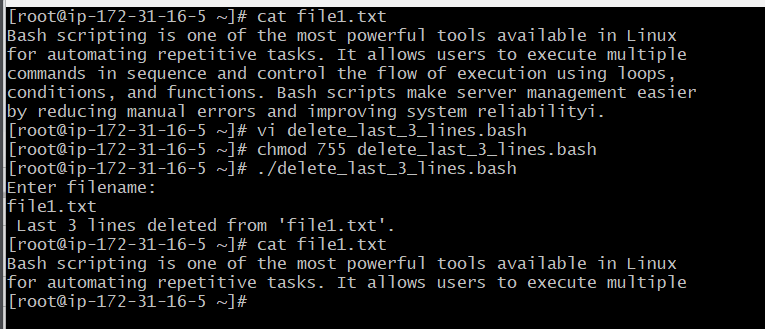 [root@ip-172-31-16-5 ~]# cat file1.txt
Bash scripting is one of the most powerful tools available in Linux
for automating repetitive tasks. It allows users to execute multiple
commands in sequence and control the flow of execution using loops,
conditions, and functions. Bash scripts make server management easier
by reducing manual errors and improving system reliabilityi.
[root@ip-172-31-16-5 ~]# vi delete_last_3_lines.bash
[root@ip-172-31-16-5 ~]# chmod 755 delete_last_3_lines.bash
[root@ip-172-31-16-5 ~]# ./delete_last_3_lines.bash
Enter filename:
file1.txt
 Last 3 lines deleted from 'file1.txt'.
[root@ip-172-31-16-5 ~]# cat file1.txt
Bash scripting is one of the most powerful tools available in Linux
for automating repetitive tasks. It allows users to execute multiple
[root@ip-172-31-16-5 ~]#